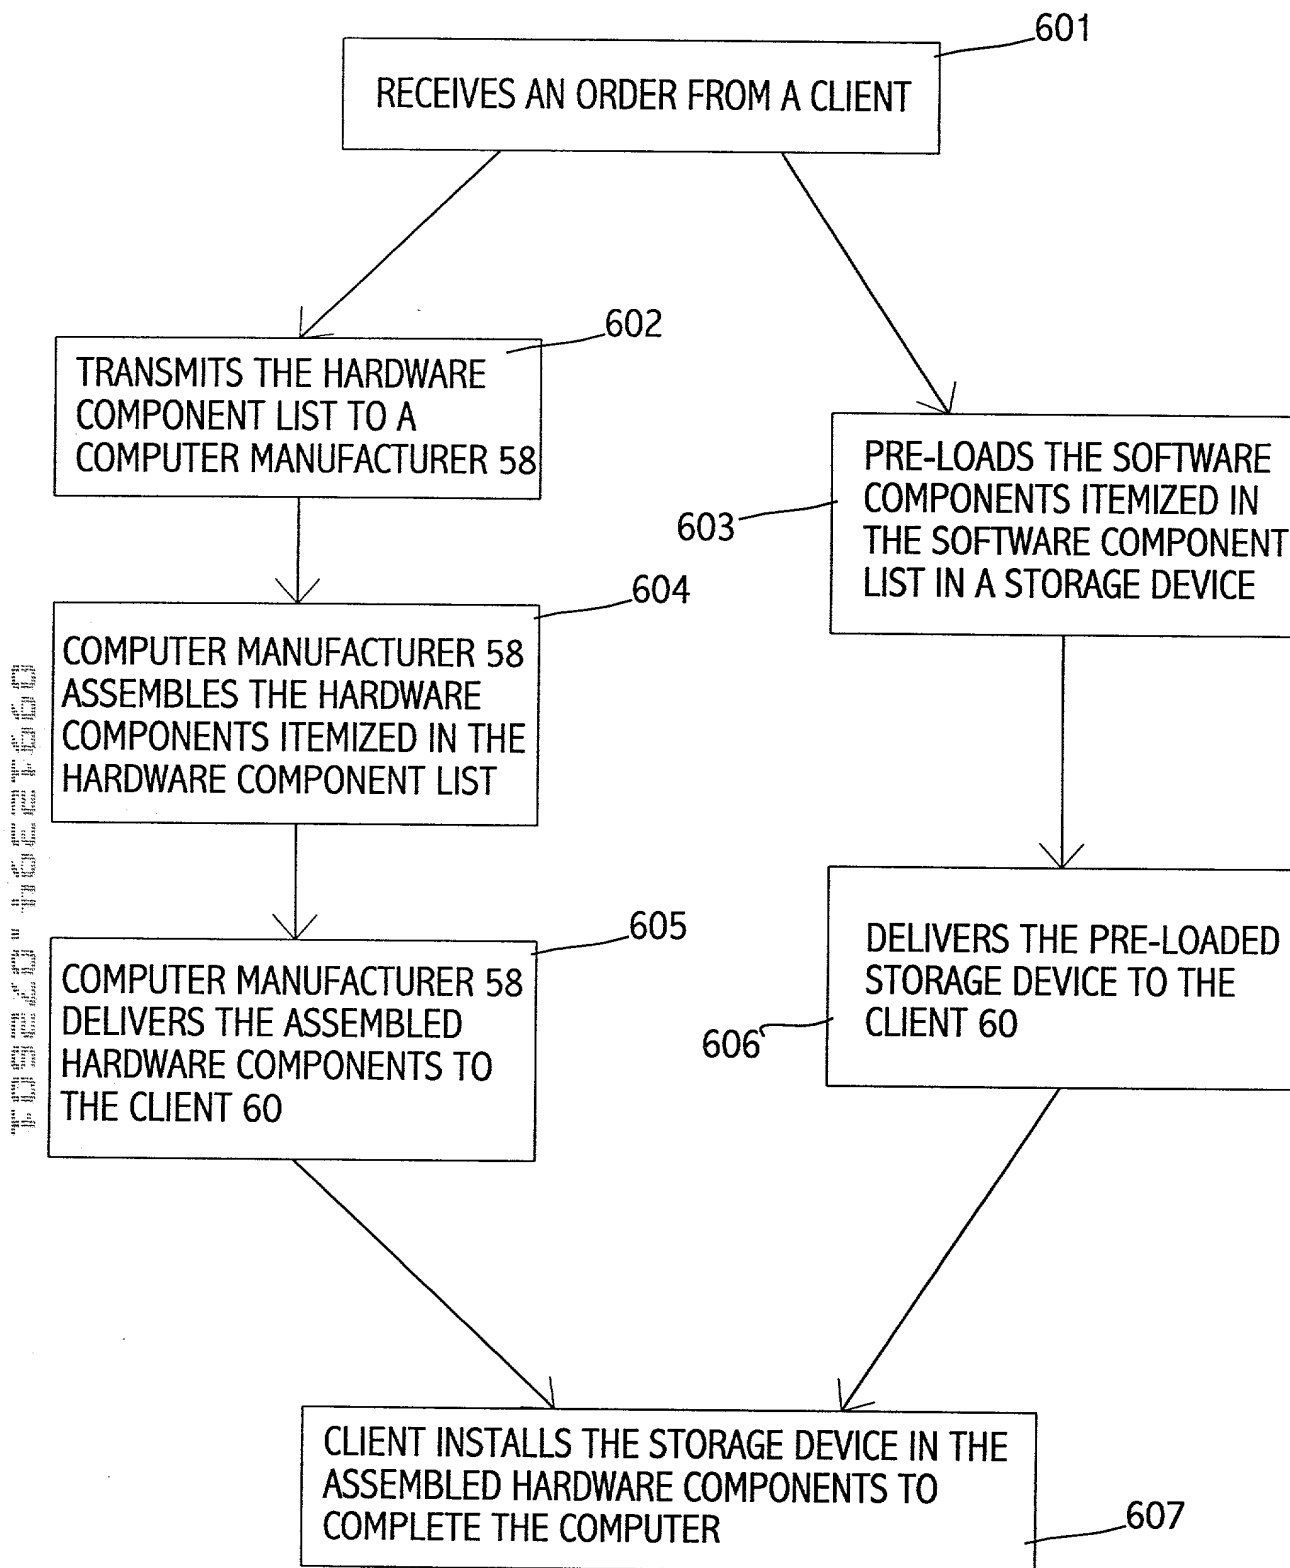 601
RECEIVES AN ORDER FROM A CLIENT
602
TRANSMITS THE HARDWARE
COMPONENT LIST TO A
COMPUTER MANUFACTURER 58
603
PRE-LOADS THE SOFTWARE
COMPONENTS ITEMIZED IN
THE SOFTWARE COMPONENT
LIST IN A STORAGE DEVICE
604
COMPUTER MANUFACTURER 58
ASSEMBLES THE HARDWARE
COMPONENTS ITEMIZED IN THE
HARDWARE COMPONENT LIST
605
COMPUTER MANUFACTURER 58
DELIVERS THE ASSEMBLED
HARDWARE COMPONENTS TO
THE CLIENT 60
606
DELIVERS THE PRE-LOADED
STORAGE DEVICE TO THE
CLIENT 60
CLIENT INSTALLS THE STORAGE DEVICE IN THE
ASSEMBLED HARDWARE COMPONENTS TO
COMPLETE THE COMPUTER
607